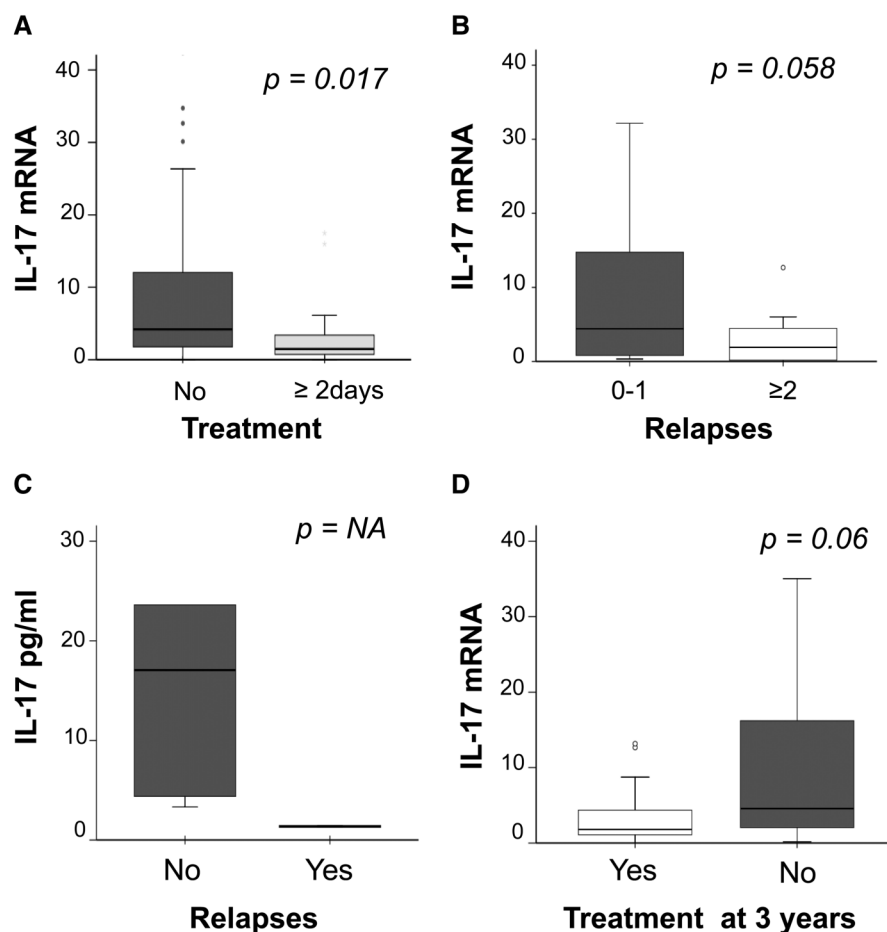 A
p = 0.017
IL-17 mRNA
40
30
20
10
0
No
≥ 2days
Treatment
B
p = 0.058
IL-17 mRNA
40
30
20
10
0
0-1
≥2
Relapses
C
p = NA
IL-17 pg/ml
30
20
10
0
No
Yes
Relapses
D
p = 0.06
IL-17 mRNA
40
30
20
10
0
Yes
No
Treatment at 3 years